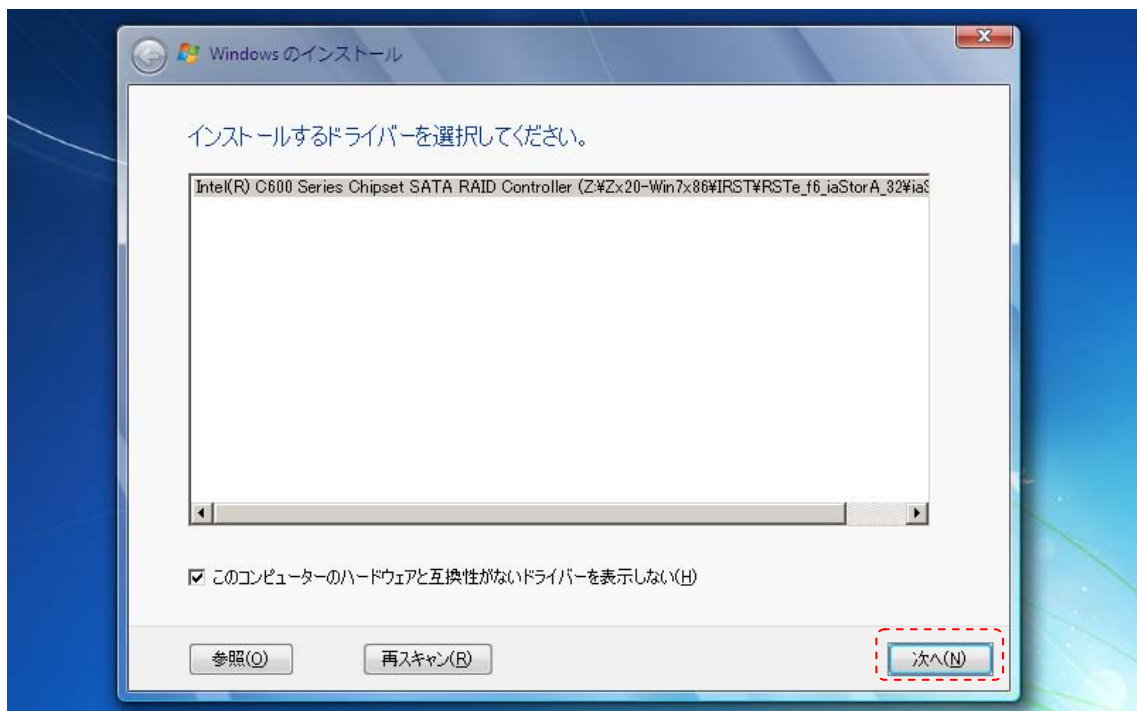 Windows のインストール
インストールするドライバーを選択してください。
Intel(R) C600 Series Chipset SATA RAID Controller (Z:¥Zx20-Win7x86¥IRST¥RSTe_f6_iaStorA_32¥iaS
このコンピューターのハードウェアと互換性がないドライバーを表示しない(H)
参照(O) 再スキャン(R) 次へ(N)